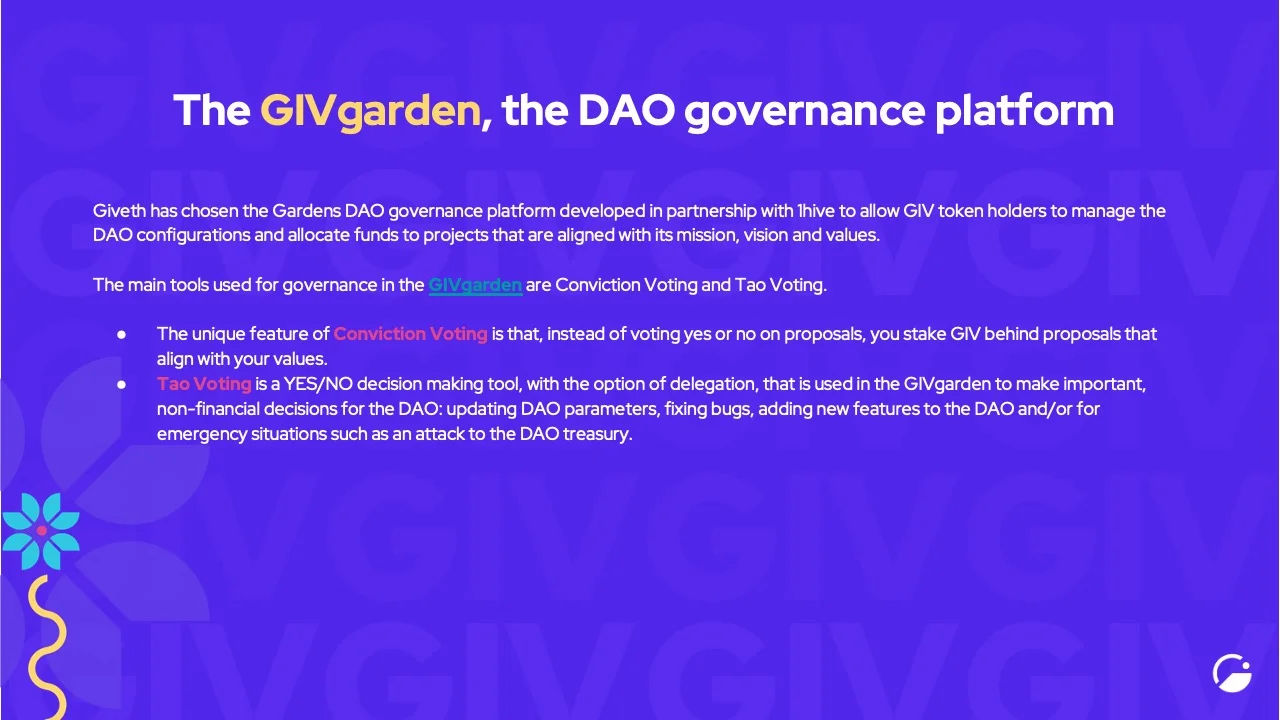 The GIVgarden, the DAO governance platform
Giveth has chosen the Gardens DAO governance platform developed in partnership with 1hive to allow GIV token holders to manage the
DAO configurations and allocate funds to projects that are aligned with its mission, vision and values.
The main tools used for governance in the GIVgarden are Conviction Voting and Tao Voting.
● The unique feature of Conviction Voting is that, instead of voting yes or no on proposals, you stake GIV behind proposals that
align with your values.
● Tao Voting is a YES/NO decision making tool, with the option of delegation, that is used in the GIVgarden to make important,
non-financial decisions for the DAO: updating DAO parameters, fixing bugs, adding new features to the DAO and/or for
emergency situations such as an attack to the DAO treasury.